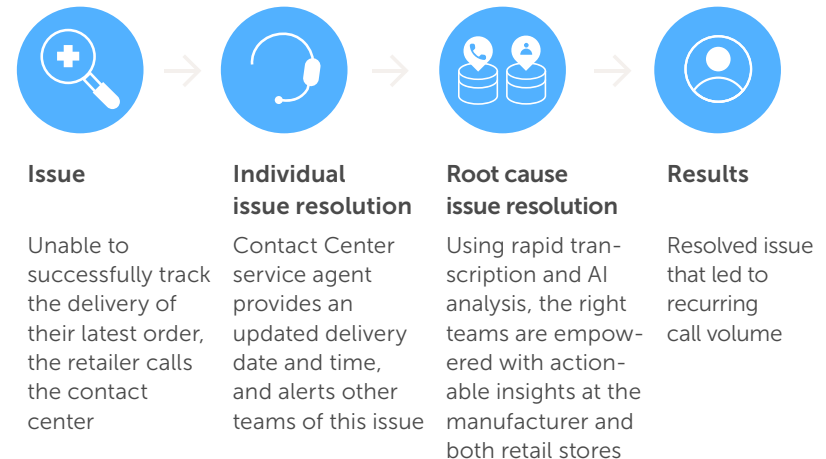 Issue
Unable to
successfully track
the delivery of
their latest order,
the retailer calls
the contact
center
Individual
issue resolution
Contact Center
service agent
provides an
updated delivery
date and time,
and alerts other
teams of this issue
Root cause
issue resolution
Using rapid tran-
scription and AI
analysis, the right
teams are empow-
ered with action-
able insights at the
manufacturer and
both retail stores
Results
Resolved issue
that led to
recurring
call volume